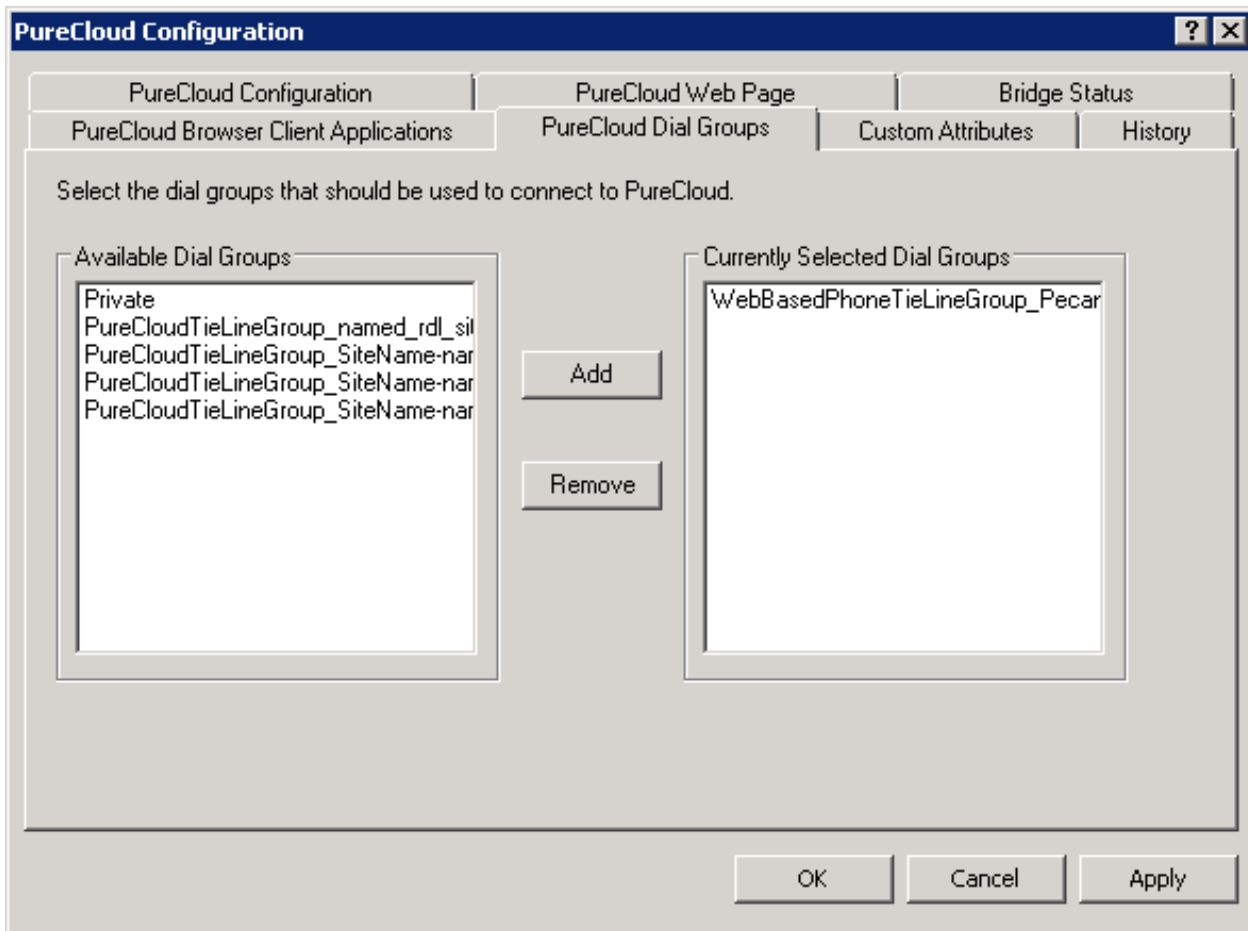 PureCloud Configuration
PureCloud Configuration PureCloud Web Page Bridge Status
PureCloud Browser Client Applications PureCloud Dial Groups Custom Attributes History
Select the dial groups that should be used to connect to PureCloud.
Available Dial Groups
Private
PureCloudTieLineGroup_named_rdl_sit
PureCloudTieLineGroup_SiteName-nar
PureCloudTieLineGroup_SiteName-nar
PureCloudTieLineGroup_SiteName-nar
Add
Remove
Currently Selected Dial Groups
WebBasedPhoneTieLineGroup_Pecar
OK Cancel Apply